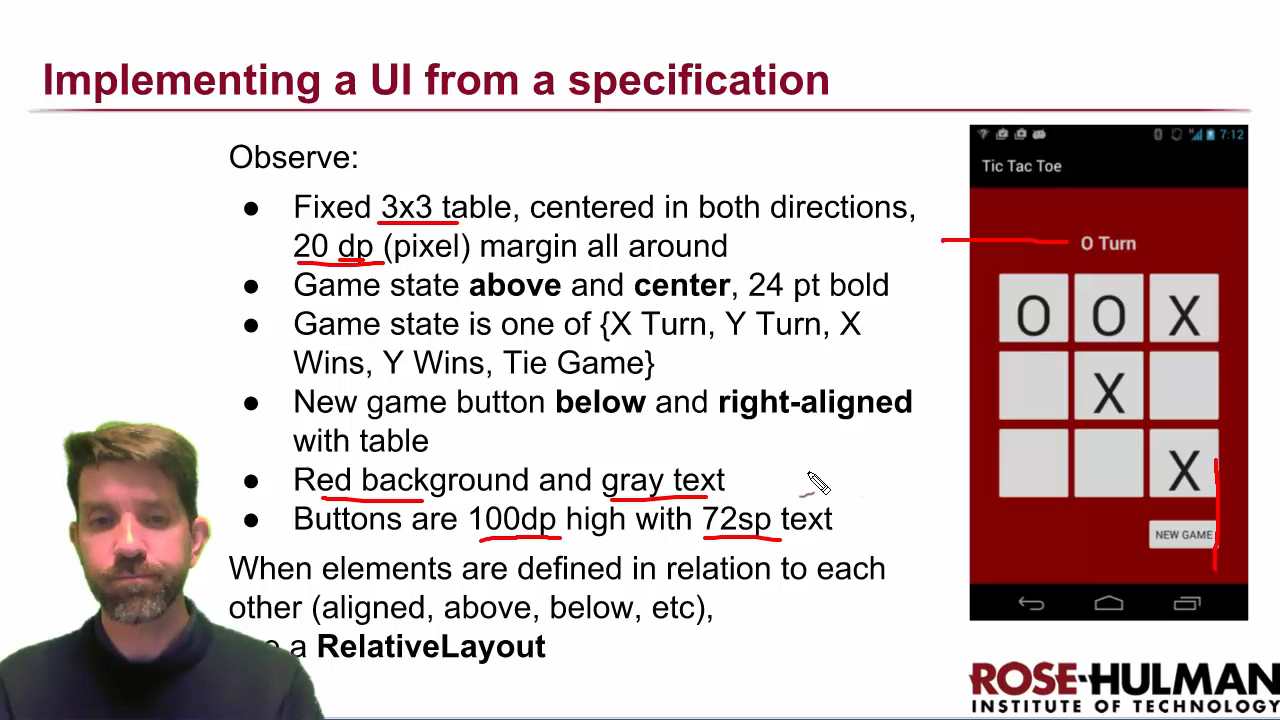 Implementing a UI from a specification
Observe:
● Fixed 3x3 table, centered in both directions,
20 dp (pixel) margin all around
● Game state above and center, 24 pt bold
● Game state is one of {X Turn, Y Turn, X
Wins, Y Wins, Tie Game}
● New game button below and right-aligned
with table
● Red background and gray text
● Buttons are 100dp high with 72sp text
When elements are defined in relation to each
other (aligned, above, below, etc),
a RelativeLayout
7:12
Tic Tac Toe
O Turn
O O X
X
X
NEW GAME
ROSE-HULMAN
INSTITUTE OF TECHNOLOGY